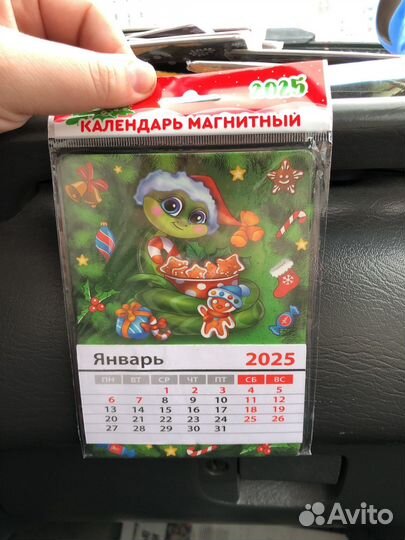 2025
КАЛЕНДАРЬ МАГНИТНЫЙ
Январь 2025
ПН ВТ СР ЧТ ПТ СБ ВС
1 2 3 4 5
6 7 8 9 10 11 12
13 14 15 16 17 18 19
20 21 22 23 24 25 26
27 28 29 30 31
Avito